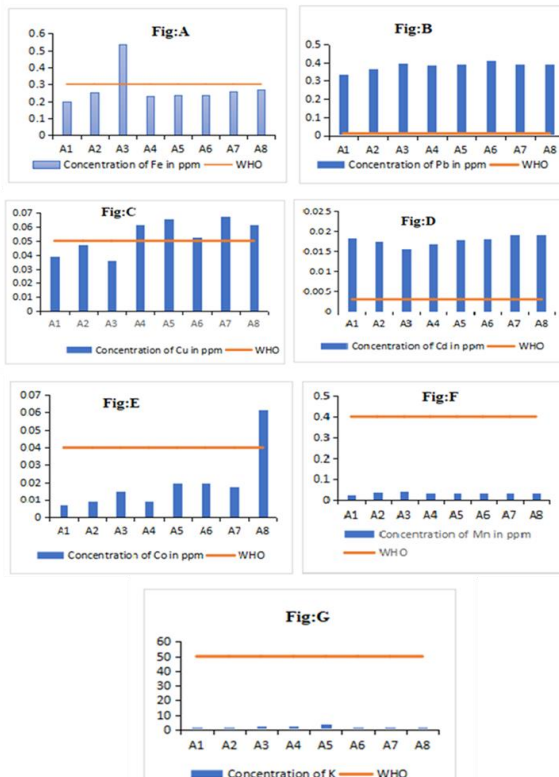 Fig:A
0.6
0.5
0.4
0.3
0.2
0.1
0
A1 A2 A3 A4 A5 A6 A7 A8
Concentration of Fe in ppm WHO
Fig:B
0.5
0.4
0.3
0.2
0.1
0
A1 A2 A3 A4 A5 A6 A7 A8
Concentration of Pb in ppm WHO
Fig:C
0.07
0.06
0.05
0.04
0.03
0.02
0.01
0
A1 A2 A3 A4 A5 A6 A7 A8
Concentration of Cu in ppm WHO
Fig:D
0.025
0.02
0.015
0.01
0.005
0
A1 A2 A3 A4 A5 A6 A7 A8
Concentration of Cd in ppm WHO
Fig:E
0.07
0.06
0.05
0.04
0.03
0.02
0.01
0
A1 A2 A3 A4 A5 A6 A7 A8
Concentration of Co in ppm WHO
Fig:F
0.5
0.4
0.3
0.2
0.1
0
A1 A2 A3 A4 A5 A6 A7 A8
Concentration of Mn in ppm
WHO
Fig:G
60
50
40
30
20
10
0
A1 A2 A3 A4 A5 A6 A7 A8
Concentration of K WHO